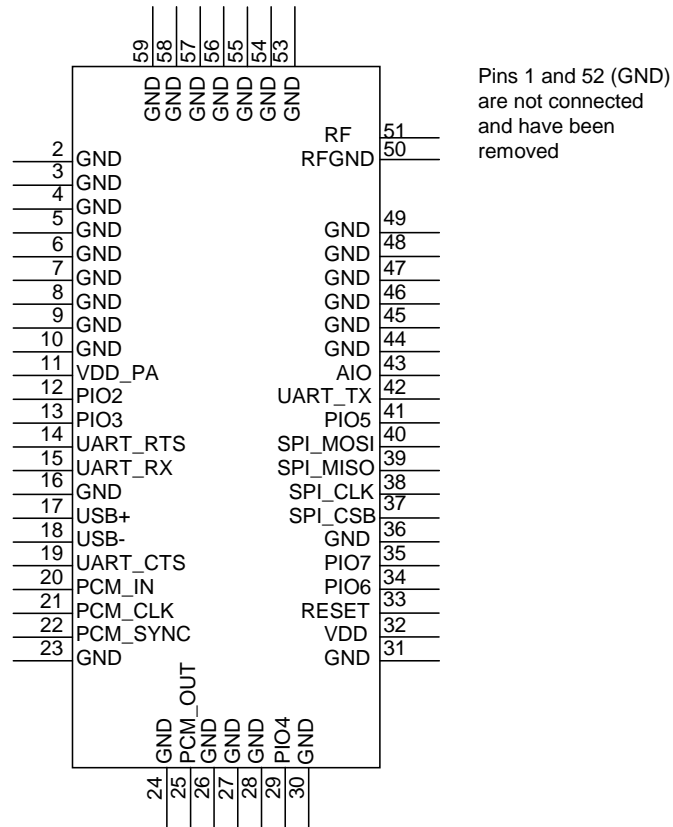 59 58 57 56 55 54 53
GND GND GND GND GND GND GND
Pins 1 and 52 (GND)
are not connected
and have been
removed
RF 51
RFGND 50
2 GND
3 GND
4 GND
5 GND
6 GND
7 GND
8 GND
9 GND
10 GND
11 VDD_PA
12 PIO2
13 PIO3
14 UART_RTS
15 UART_RX
16 GND
17 USB+
18 USB-
19 UART_CTS
20 PCM_IN
21 PCM_CLK
22 PCM_SYNC
23 GND
GND 49
GND 48
GND 47
GND 46
GND 45
GND 44
AIO 43
UART_TX 42
PIO5 41
SPI_MOSI 40
SPI_MISO 39
SPI_CLK 38
SPI_CSB 37
GND 36
PIO7 35
PIO6 34
RESET 33
VDD 32
GND 31
GND PCM_OUT GND GND GND PIO4 GND
24 25 26 27 28 29 30